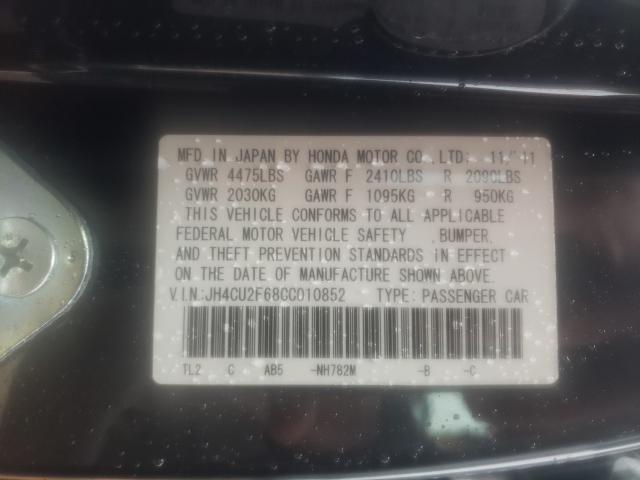 MFD. IN JAPAN BY HONDA MOTOR CO.,LTD: 11/'11
GVWR 4475LBS GAWR F 2410LBS R 2090LBS
GVWR 2030KG GAWR F 1095KG R 950KG
THIS VEHICLE CONFORMS TO ALL APPLICABLE
FEDERAL MOTOR VEHICLE SAFETY ,BUMPER,
AND THEFT PREVENTION STANDARDS IN EFFECT
ON THE DATE OF MANUFACTURE SHOWN ABOVE.
V.I.N:JH4CU2F68CC010852 TYPE: PASSENGER CAR
TL2 C AB5 -NH782M -B -C